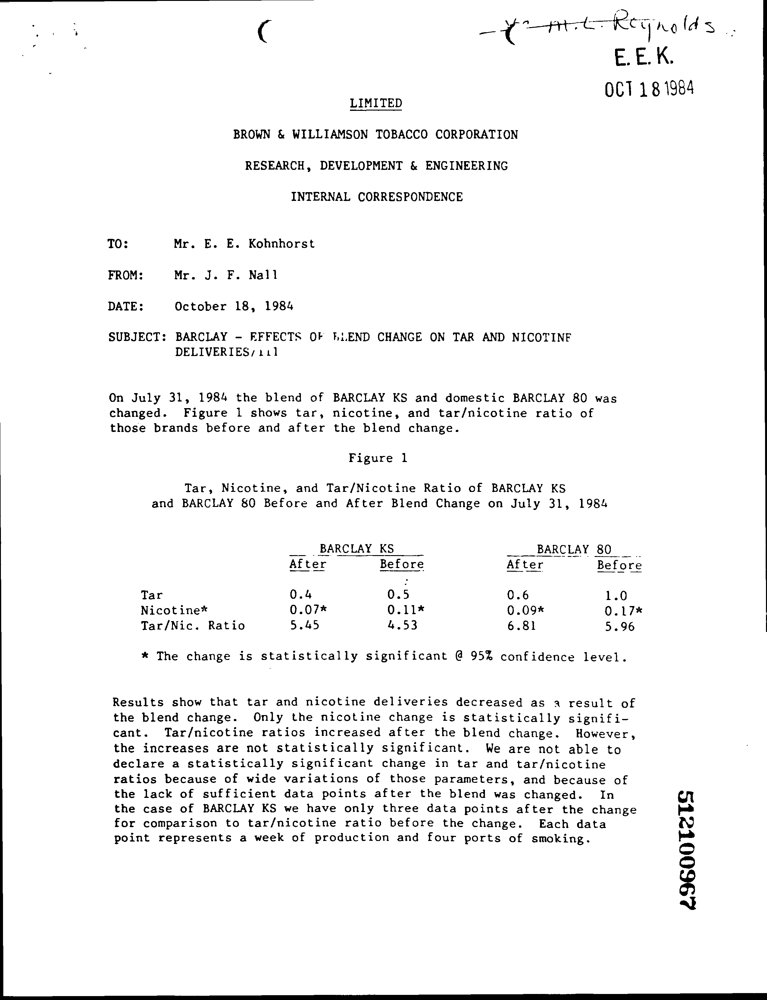 M.L. Reynolds
E. E. K.
OCT 18 1984
LIMITED
BROWN & WILLIAMSON TOBACCO CORPORATION
RESEARCH, DEVELOPMENT & ENGINEERING
INTERNAL CORRESPONDENCE
TO: Mr. E. E. Kohnhorst
FROM: Mr. J. F. Nall
DATE: October 18, 1984
SUBJECT: BARCLAY - EFFECTS OF BLEND CHANGE ON TAR AND NICOTINE
DELIVERIES/111
On July 31, 1984 the blend of BARCLAY KS and domestic BARCLAY 80 was
changed. Figure 1 shows tar, nicotine, and tar/nicotine ratio of
those brands before and after the blend change.
Figure 1
Tar, Nicotine, and Tar/Nicotine Ratio of BARCLAY KS
and BARCLAY 80 Before and After Blend Change on July 31, 1984
BARCLAY KS BARCLAY 80
After Before After Before
Tar 0.4 0.5 0.6 1.0
Nicotine* 0.07* 0.11* 0.09* 0.17*
Tar/Nic. Ratio 5.45 4.53 6.81 5.96
* The change is statistically significant @ 95% confidence level.
Results show that tar and nicotine deliveries decreased as a result of
the blend change. Only the nicotine change is statistically signifi-
cant. Tar/nicotine ratios increased after the blend change. However,
the increases are not statistically significant. We are not able to
declare a statistically significant change in tar and tar/nicotine
ratios because of wide variations of those parameters, and because of
the lack of sufficient data points after the blend was changed. In
the case of BARCLAY KS we have only three data points after the change
for comparison to tar/nicotine ratio before the change. Each data
point represents a week of production and four ports of smoking.
512100967